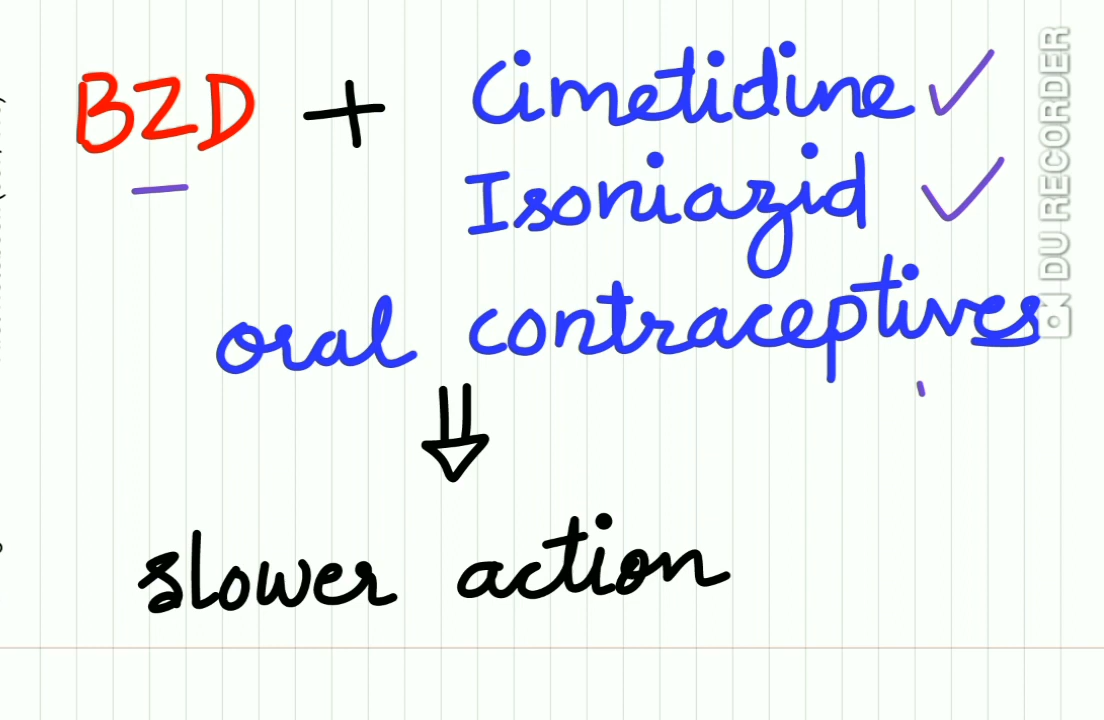 BZD + Cimetidine ✓
Isoniazid ✓
oral contraceptives
⇓
slower action
DU RECORDER